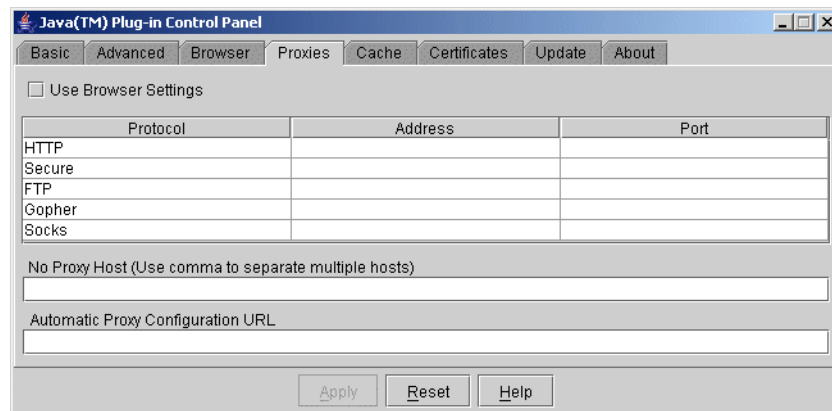 Java(TM) Plug-in Control Panel
Basic Advanced Browser Proxies Cache Certificates Update About
Use Browser Settings
Protocol Address Port
HTTP
Secure
FTP
Gopher
Socks
No Proxy Host (Use comma to separate multiple hosts)
Automatic Proxy Configuration URL
Apply Reset Help